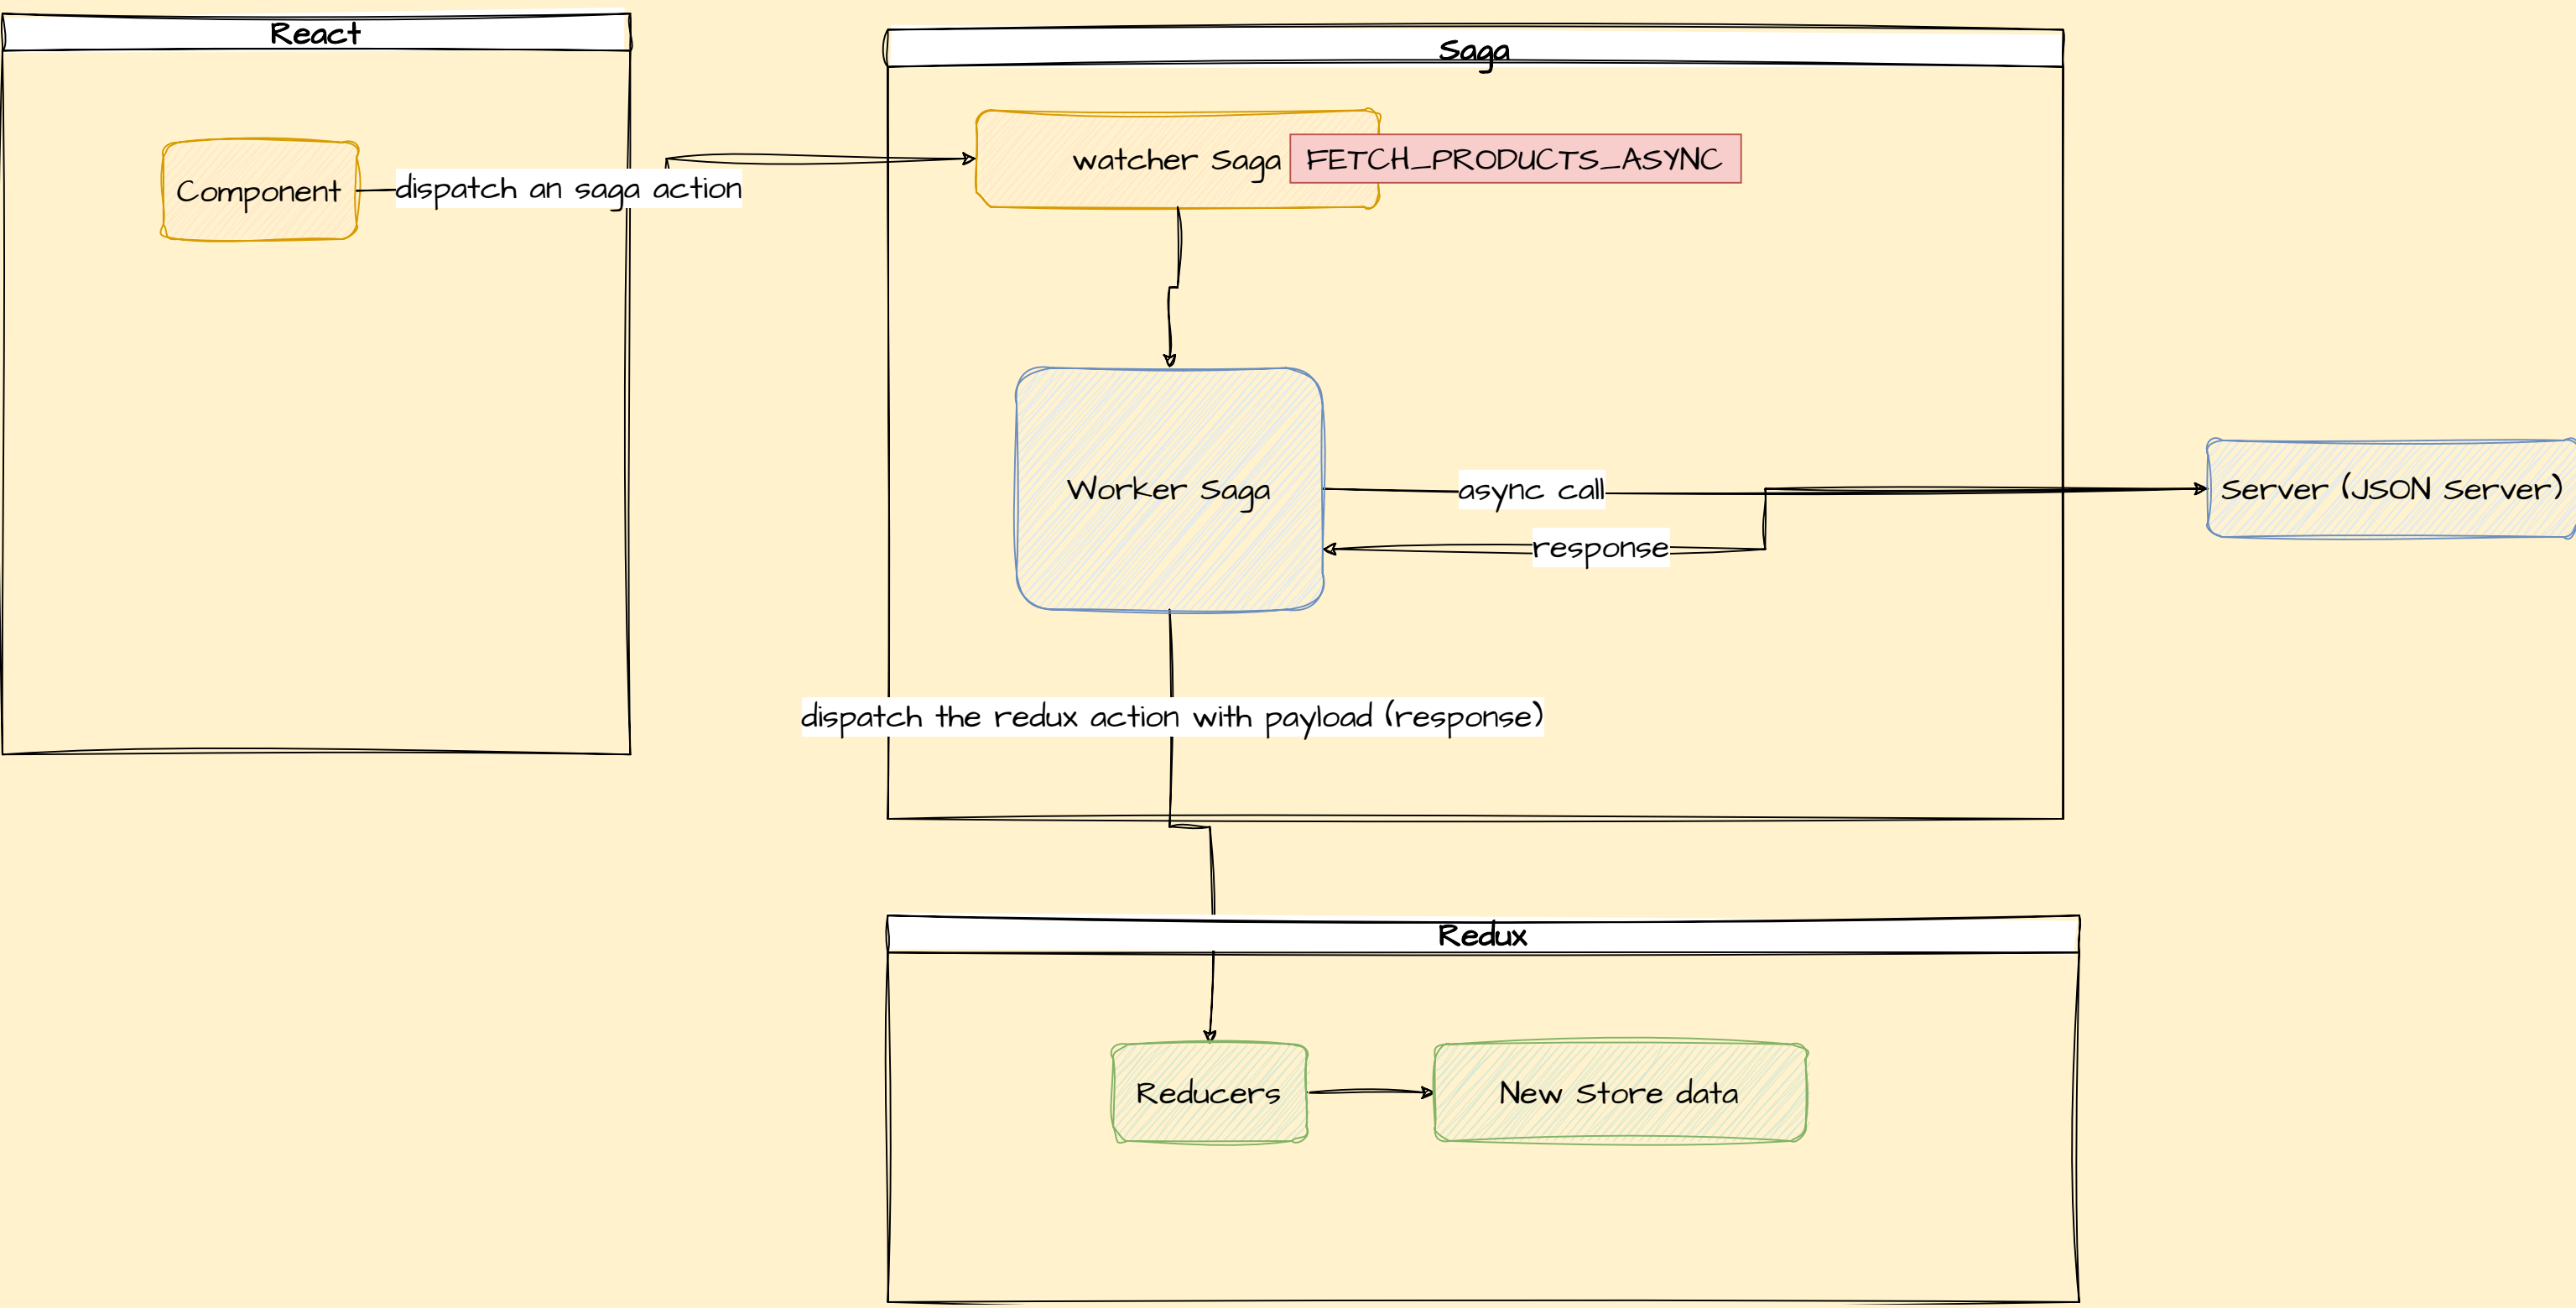 React
Saga
watcher Saga
FETCH_PRODUCTS_ASYNC
Component
dispatch an saga action
Worker Saga
async call
Server (JSON Server)
response
dispatch the redux action with payload (response)
Redux
Reducers
New Store data